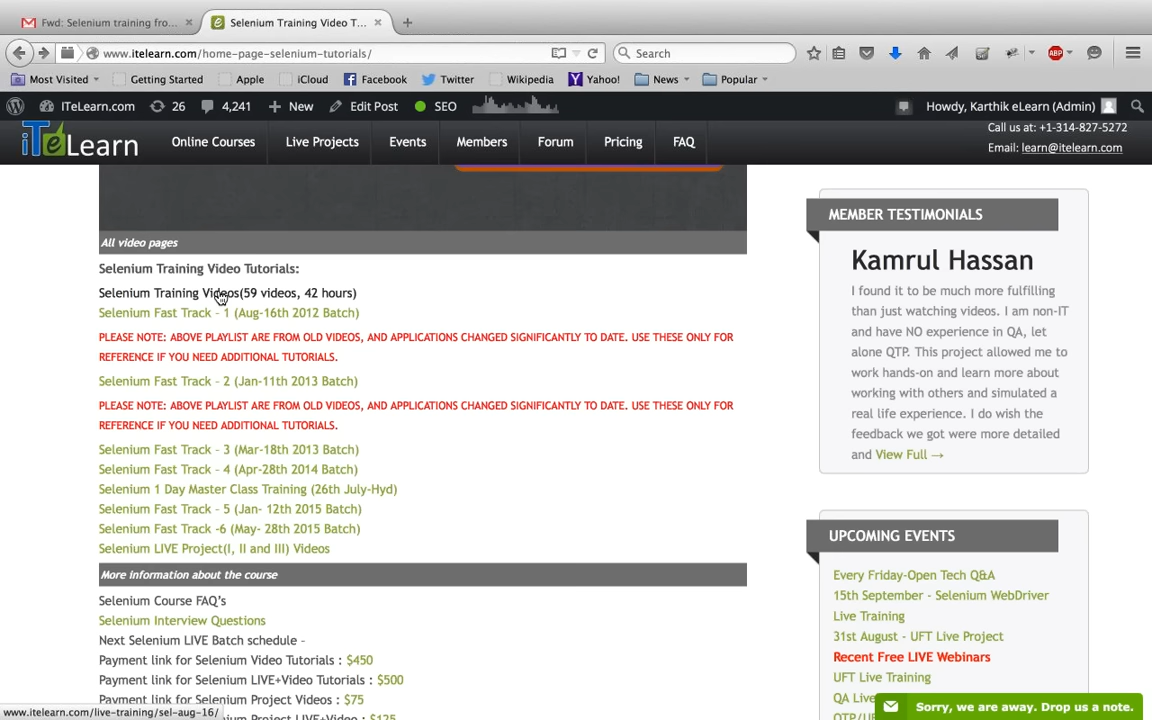 Fwd: Selenium training fro...
Selenium Training Video T...
www.itelearn.com/home-page-selenium-tutorials/
Search
ABP
Most Visited
Getting Started
Apple
iCloud
Facebook
Twitter
Wikipedia
Yahoo!
News
Popular
ITeLearn.com
26
4,241
New
Edit Post
SEO
Howdy, Karthik eLearn (Admin)
iTeLearn
Online Courses
Live Projects
Events
Members
Forum
Pricing
FAQ
Call us at: +1-314-827-5272
Email: learn@itelearn.com
All video pages
Selenium Training Video Tutorials:
Selenium Training Videos(59 videos, 42 hours)
Selenium Fast Track - 1 (Aug-16th 2012 Batch)
PLEASE NOTE: ABOVE PLAYLIST ARE FROM OLD VIDEOS, AND APPLICATIONS CHANGED SIGNIFICANTLY TO DATE. USE THESE ONLY FOR
REFERENCE IF YOU NEED ADDITIONAL TUTORIALS.
Selenium Fast Track - 2 (Jan-11th 2013 Batch)
PLEASE NOTE: ABOVE PLAYLIST ARE FROM OLD VIDEOS, AND APPLICATIONS CHANGED SIGNIFICANTLY TO DATE. USE THESE ONLY FOR
REFERENCE IF YOU NEED ADDITIONAL TUTORIALS.
Selenium Fast Track - 3 (Mar-18th 2013 Batch)
Selenium Fast Track - 4 (Apr-28th 2014 Batch)
Selenium 1 Day Master Class Training (26th July-Hyd)
Selenium Fast Track - 5 (Jan- 12th 2015 Batch)
Selenium Fast Track -6 (May- 28th 2015 Batch)
Selenium LIVE Project(I, II and III) Videos
More information about the course
Selenium Course FAQ's
Selenium Interview Questions
Next Selenium LIVE Batch schedule -
Payment link for Selenium Video Tutorials : $450
Payment link for Selenium LIVE+Video Tutorials : $500
Payment link for Selenium Project Videos : $75
Payment link for Selenium Project LIVE+Video : $125
MEMBER TESTIMONIALS
Kamrul Hassan
I found it to be much more fulfilling
than just watching videos. I am non-IT
and have NO experience in QA, let
alone QTP. This project allowed me to
work hands-on and learn more about
working with others and simulated a
real life experience. I do wish the
feedback we got were more detailed
and View Full →
UPCOMING EVENTS
Every Friday-Open Tech Q&A
15th September - Selenium WebDriver
Live Training
31st August - UFT Live Project
Recent Free LIVE Webinars
UFT Live Training
QA Live
Sorry, we are away. Drop us a note.
www.itelearn.com/live-training/sel-aug-16/